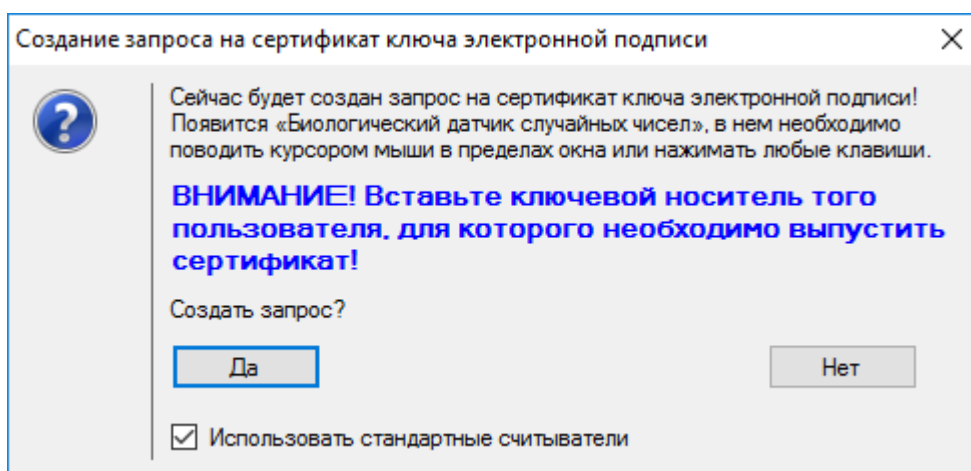 Создание запроса на сертификат ключа электронной подписи
Сейчас будет создан запрос на сертификат ключа электронной подписи!
Появится «Биологический датчик случайных чисел», в нем необходимо
поводить курсором мыши в пределах окна или нажимать любые клавиши.
ВНИМАНИЕ! Вставьте ключевой носитель того
пользователя, для которого необходимо выпустить
сертификат!
Создать запрос?
Да
Нет
Использовать стандартные считыватели